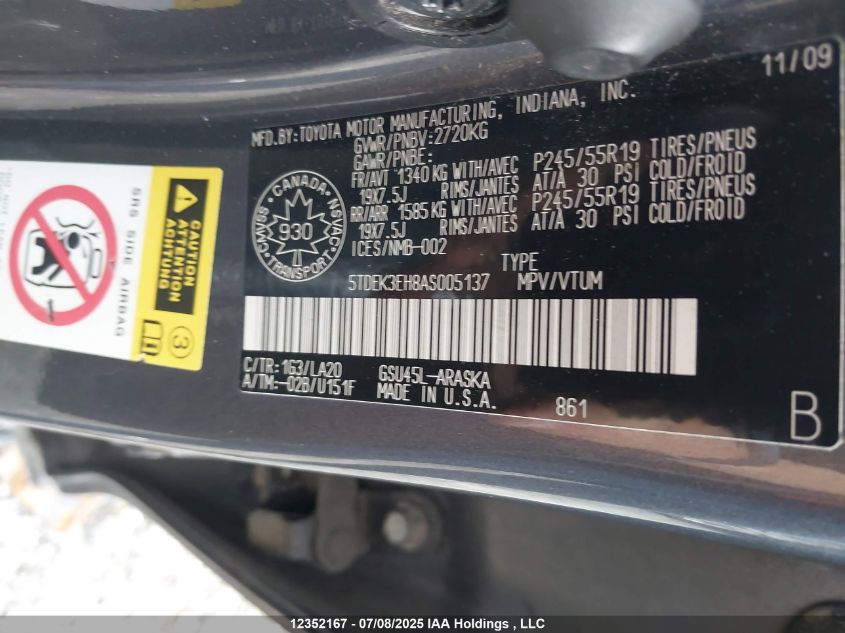 11/09
MFD.BY:TOYOTA MOTOR MANUFACTURING, INDIANA, INC.
GVWR/PNBV:2720KG
GAWR/PNBE:
FR/AVT 1340 KG WITH/AVEC P245/55R19 TIRES/PNEUS
19X7.5J RIMS/JANTES AT/A 30 PSI COLD/FROID
RR/ARR 1585 KG WITH/AVEC P245/55R19 TIRES/PNEUS
19X7.5J RIMS/JANTES AT/A 30 PSI COLD/FROID
ICES/NMB-002
CANADA
CMVSS 930 NSVAC
TRANSPORT
TYPE
5TDEK3EH8AS005137 MPV/VTUM
C/TR: 1G3/LA20 GSU45L-ARASKA
A/TM:-02B/U151F MADE IN U.S.A.
861
B
SRS SIDE AIRBAG
CAUTION
ATTENTION
ACHTUNG
3
12352167 - 07/08/2025 IAA Holdings , LLC